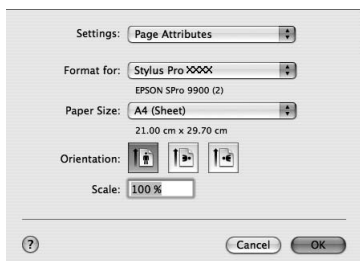 Settings: Page Attributes
Format for: Stylus Pro XXXX
EPSON SPro 9900 (2)
Paper Size: A4 (Sheet)
21.00 cm x 29.70 cm
Orientation:
Scale: 100 %
? Cancel OK